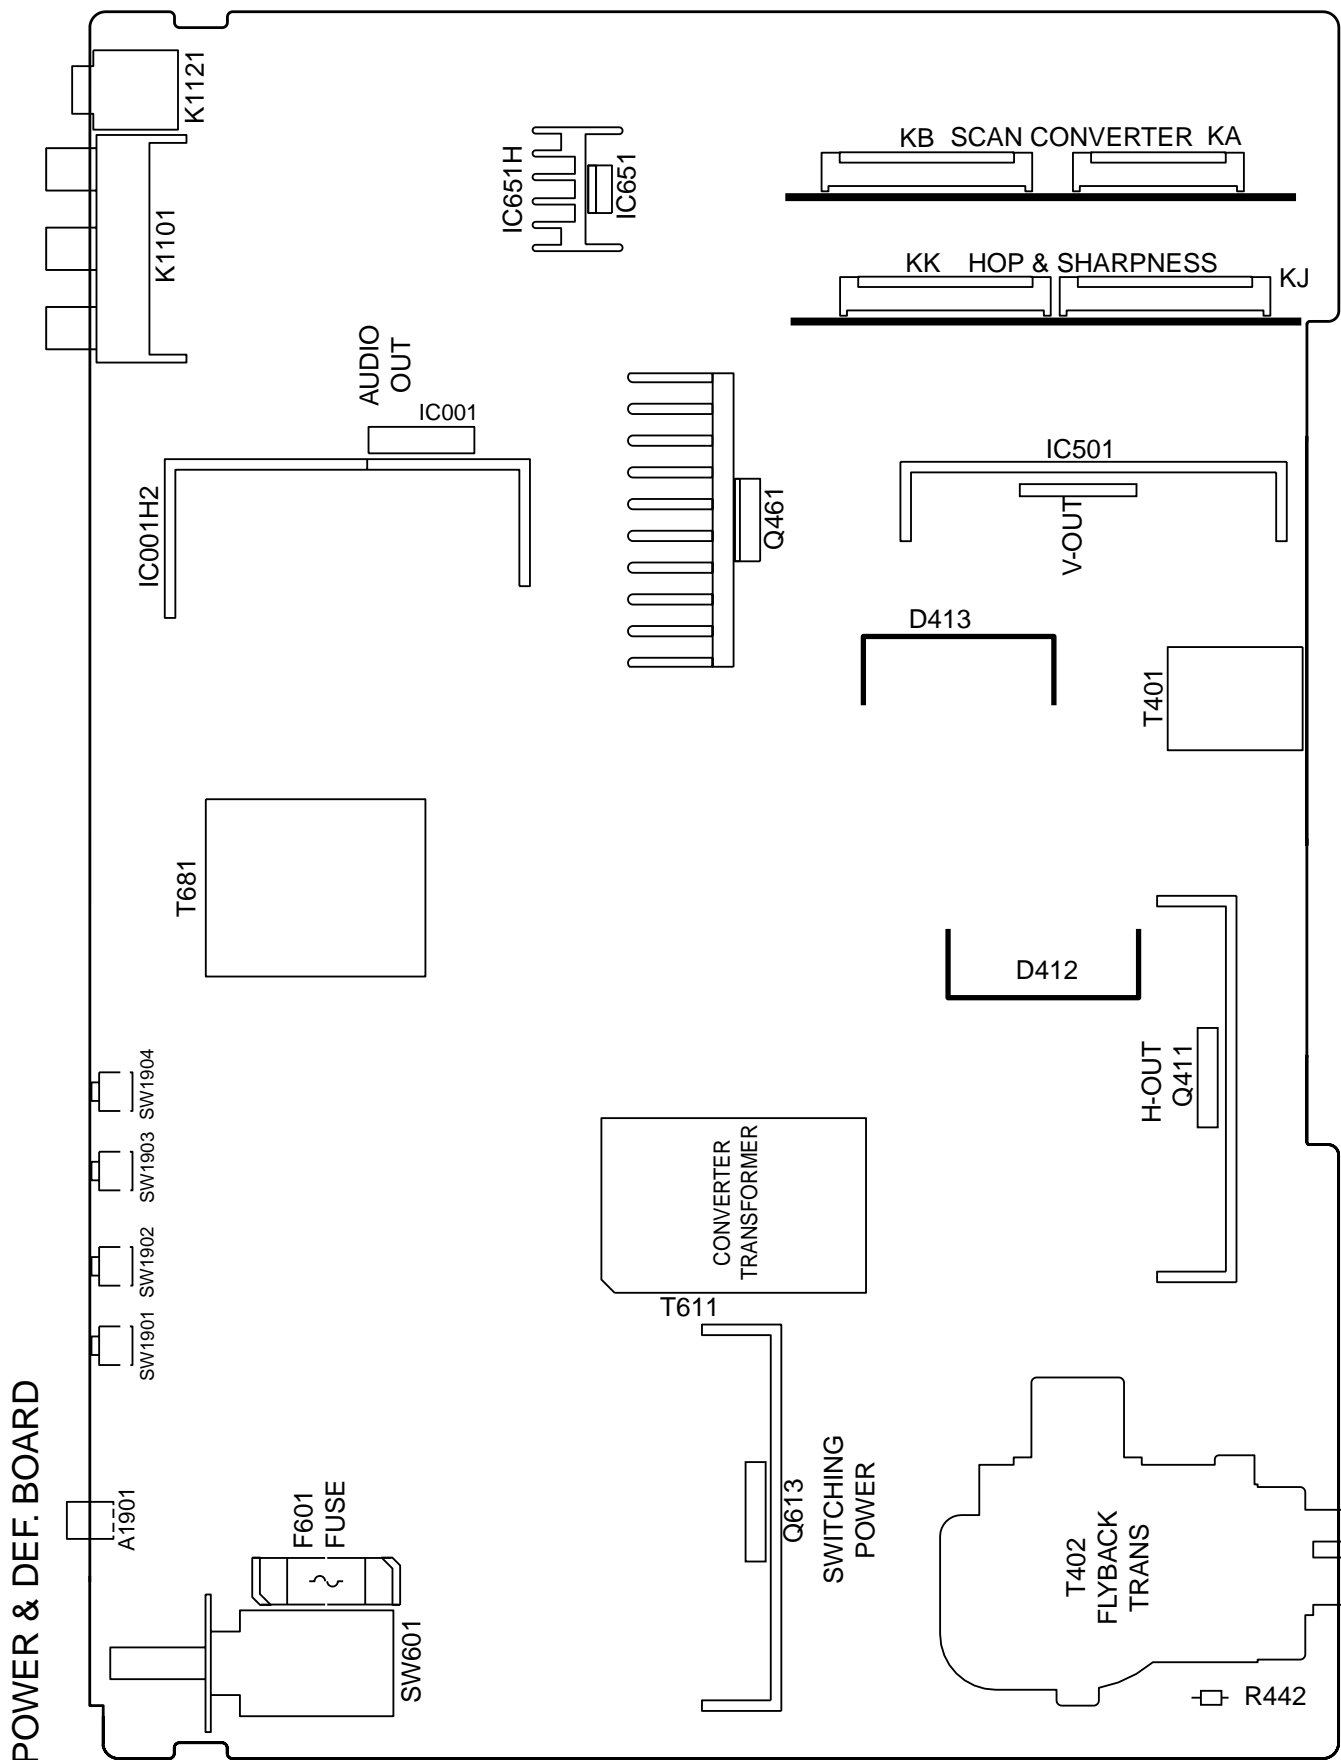 POWER & DEF. BOARD
K1121
K1101
IC651H
IC651
KB SCAN CONVERTER KA
KK HOP & SHARPNESS
KJ
AUDIO
OUT
IC001
IC001H2
Q461
IC501
V-OUT
D413
T401
T681
D412
H-OUT
Q411
SW1904
SW1903
SW1902
SW1901
CONVERTER
TRANSFORMER
T611
A1901
F601
FUSE
SW601
Q613
SWITCHING
POWER
T402
FLYBACK
TRANS
R442